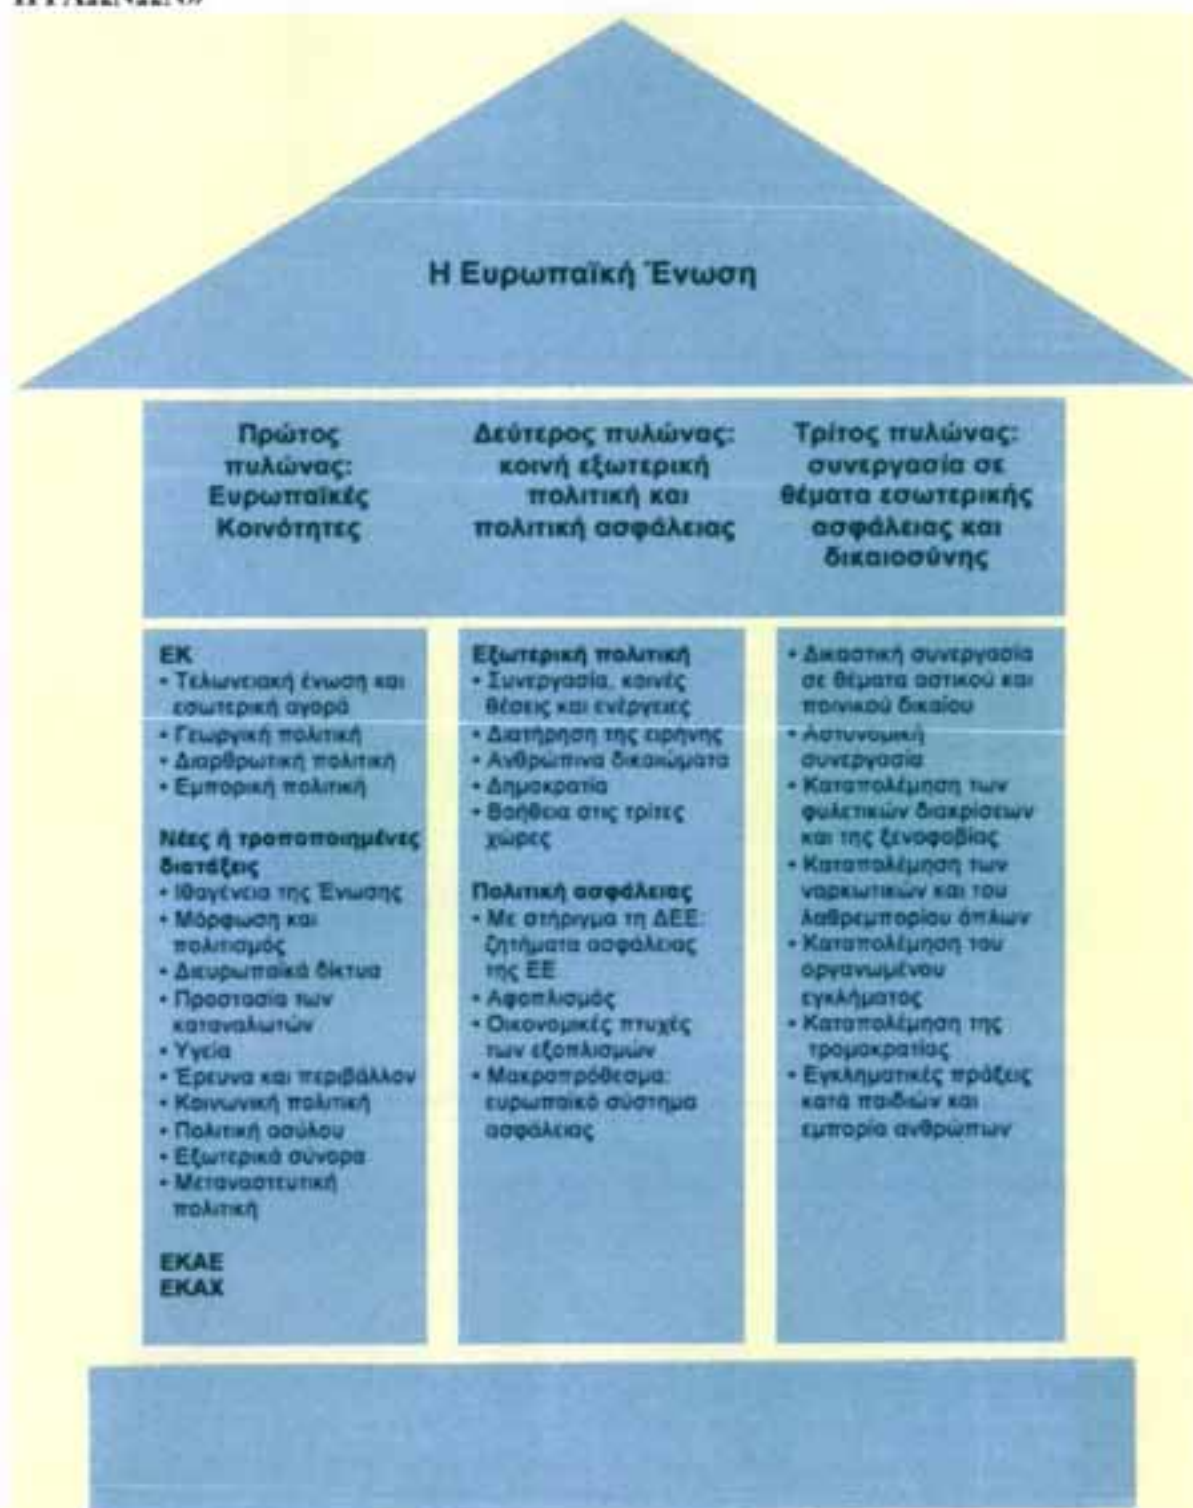 Η Ευρωπαϊκή Ένωση
Πρώτος
πυλώνας:
Ευρωπαϊκές
Κοινότητες
Δεύτερος πυλώνας:
κοινή εξωτερική
πολιτική και
πολιτική ασφάλειας
Τρίτος πυλώνας:
συνεργασία σε
θέματα εσωτερικής
ασφάλειας και
δικαιοσύνης
ΕΚ
• Τελωνειακή ένωση και
εσωτερική αγορά
• Γεωργική πολιτική
• Διαρθρωτική πολιτική
• Εμπορική πολιτική
Νέες ή τροποποιημένες
διατάξεις
• Ιθαγένεια της Ένωσης
• Μόρφωση και
πολιτισμός
• Διευρωπαϊκά δίκτυα
• Προστασία των
καταναλωτών
• Υγεία
• Έρευνα και περιβάλλον
• Κοινωνική πολιτική
• Πολιτική ασύλου
• Εξωτερικά σύνορα
• Μεταναστευτική
πολιτική
ΕΚΑΕ
ΕΚΑΧ
Εξωτερική πολιτική
• Συνεργασία, κοινές
θέσεις και ενέργειες
• Διατήρηση της ειρήνης
• Ανθρώπινα δικαιώματα
• Δημοκρατία
• Βοήθεια στις τρίτες
χώρες
Πολιτική ασφάλειας
• Με στήριγμα τη ΔΕΕ:
ζητήματα ασφάλειας
της ΕΕ
• Αφοπλισμός
• Οικονομικές πτυχές
των εξοπλισμών
• Μακροπρόθεσμα:
ευρωπαϊκό σύστημα
ασφάλειας
• Δικαστική συνεργασία
σε θέματα αστικού και
ποινικού δικαίου
• Αστυνομική
συνεργασία
• Καταπολέμηση των
φυλετικών διακρίσεων
και της ξενοφοβίας
• Καταπολέμηση των
ναρκωτικών και του
λαθρεμπορίου όπλων
• Καταπολέμηση του
οργανωμένου
εγκλήματος
• Καταπολέμηση της
τρομοκρατίας
• Εγκληματικές πράξεις
κατά παιδιών και
εμπορία ανθρώπων